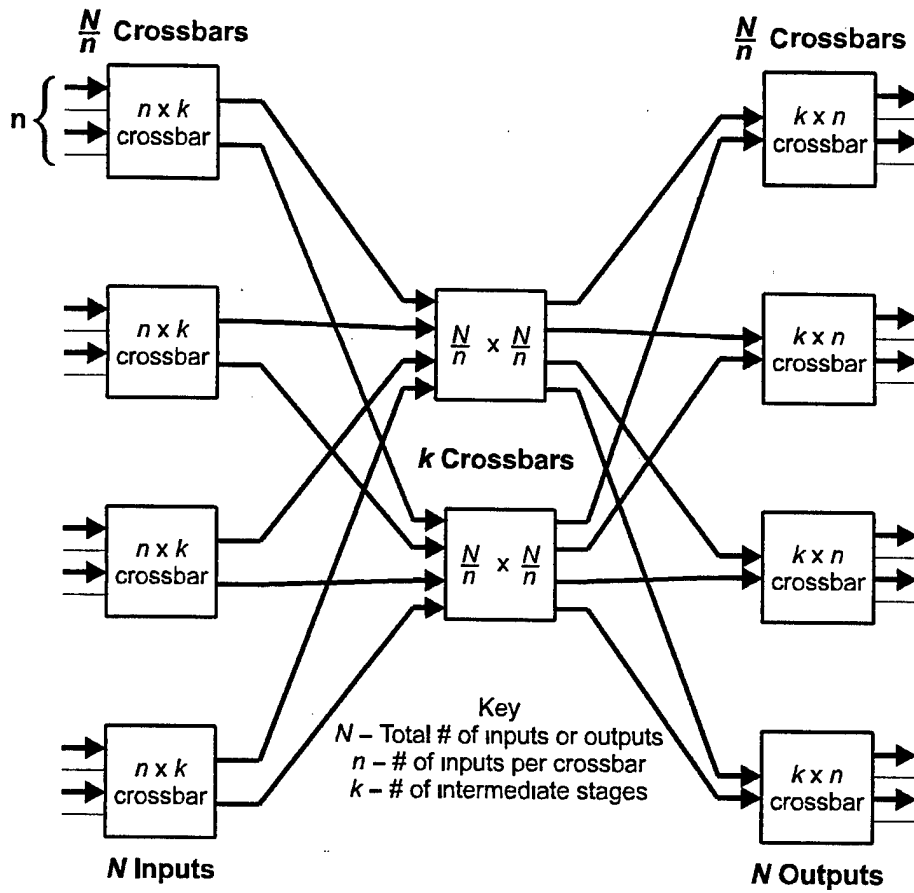 N/n Crossbars
N/n Crossbars
n
n x k
crossbar
k x n
crossbar
n x k
crossbar
N/n x N/n
k x n
crossbar
k Crossbars
n x k
crossbar
N/n x N/n
k x n
crossbar
Key
N – Total # of inputs or outputs
n – # of inputs per crossbar
k – # of intermediate stages
n x k
crossbar
k x n
crossbar
N Inputs
N Outputs